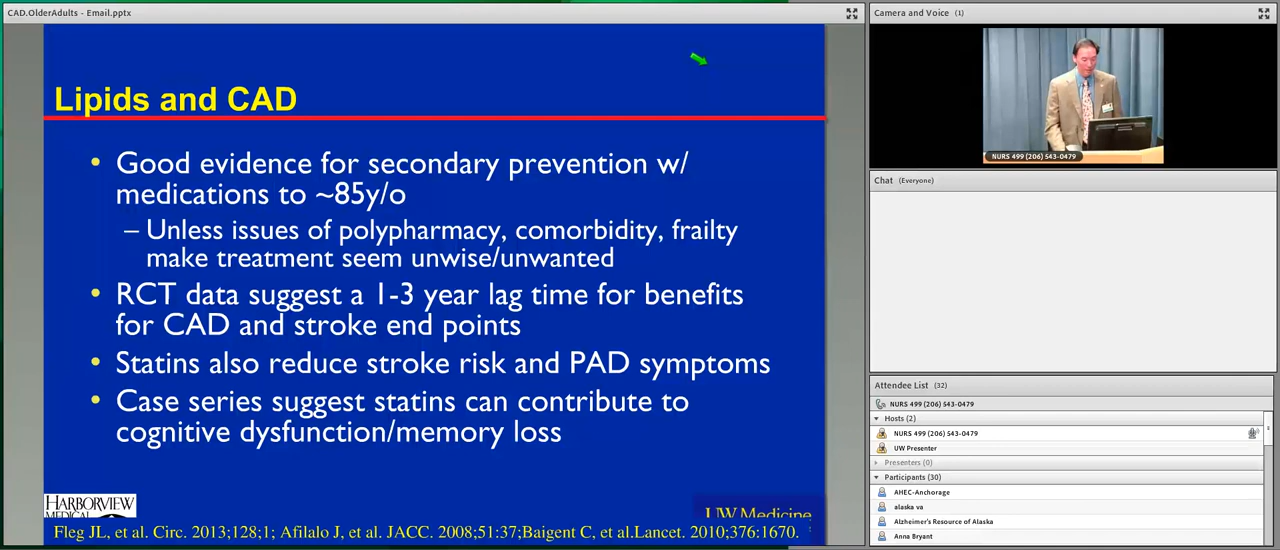 CAD.OlderAdults - Email.pptx
Lipids and CAD
• Good evidence for secondary prevention w/
medications to ~85y/o
– Unless issues of polypharmacy, comorbidity, frailty
make treatment seem unwise/unwanted
• RCT data suggest a 1-3 year lag time for benefits
for CAD and stroke end points
• Statins also reduce stroke risk and PAD symptoms
• Case series suggest statins can contribute to
cognitive dysfunction/memory loss
HARBORVIEW
MEDICAL
UW Medicine
Fleg JL, et al. Circ. 2013;128;1; Afilalo J, et al. JACC. 2008;51:37;Baigent C, et al.Lancet. 2010;376:1670.
Camera and Voice (1)
NURS 499 (206) 543-0479
Chat (Everyone)
Attendee List (32)
NURS 499 (206) 543-0479
Hosts (2)
NURS 499 (206) 543-0479
UW Presenter
Presenters (0)
Participants (30)
AHEC-Anchorage
alaska va
Alzheimer's Resource of Alaska
Anna Bryant